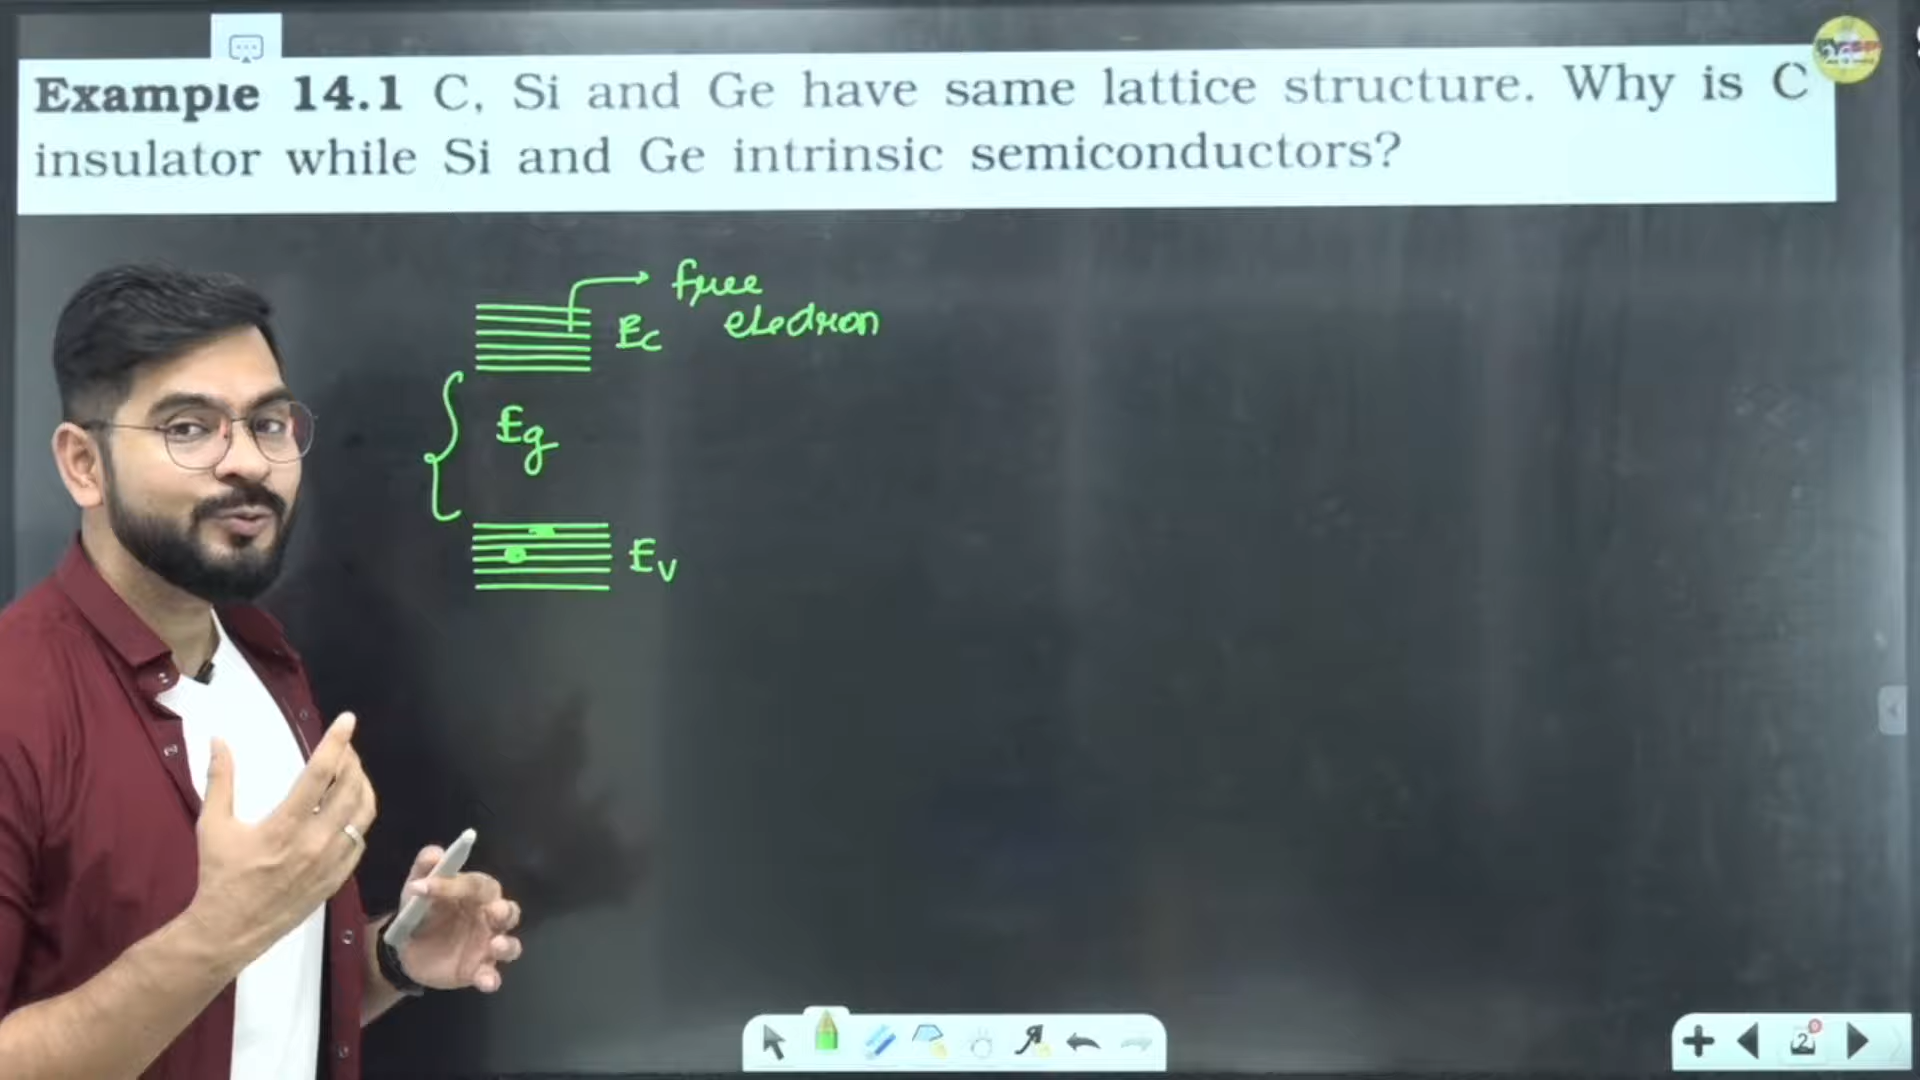 Example 14.1 C, Si and Ge have same lattice structure. Why is C
insulator while Si and Ge intrinsic semiconductors?
free
electron
Ec
Eg
Ev
2